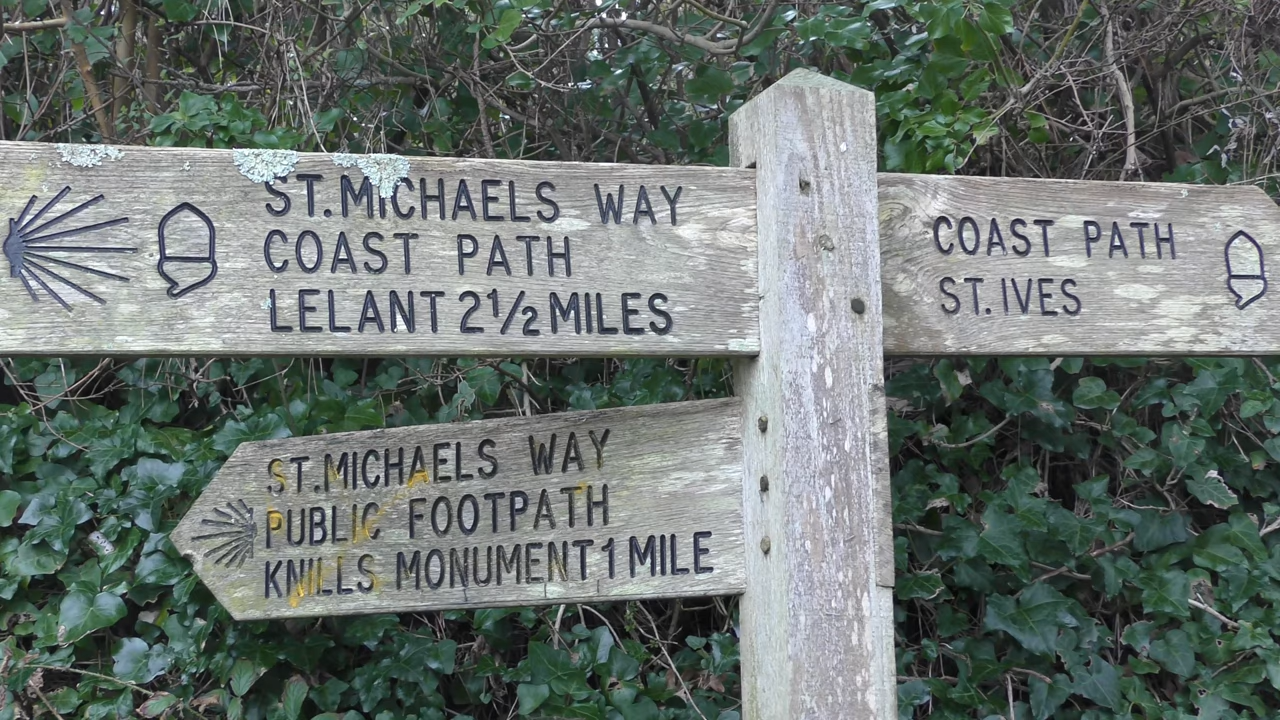 ST.MICHAELS WAY
COAST PATH
LELANT 2½ MILES
COAST PATH
ST.IVES
ST.MICHAELS WAY
PUBLIC FOOTPATH
KNILLS MONUMENT 1 MILE